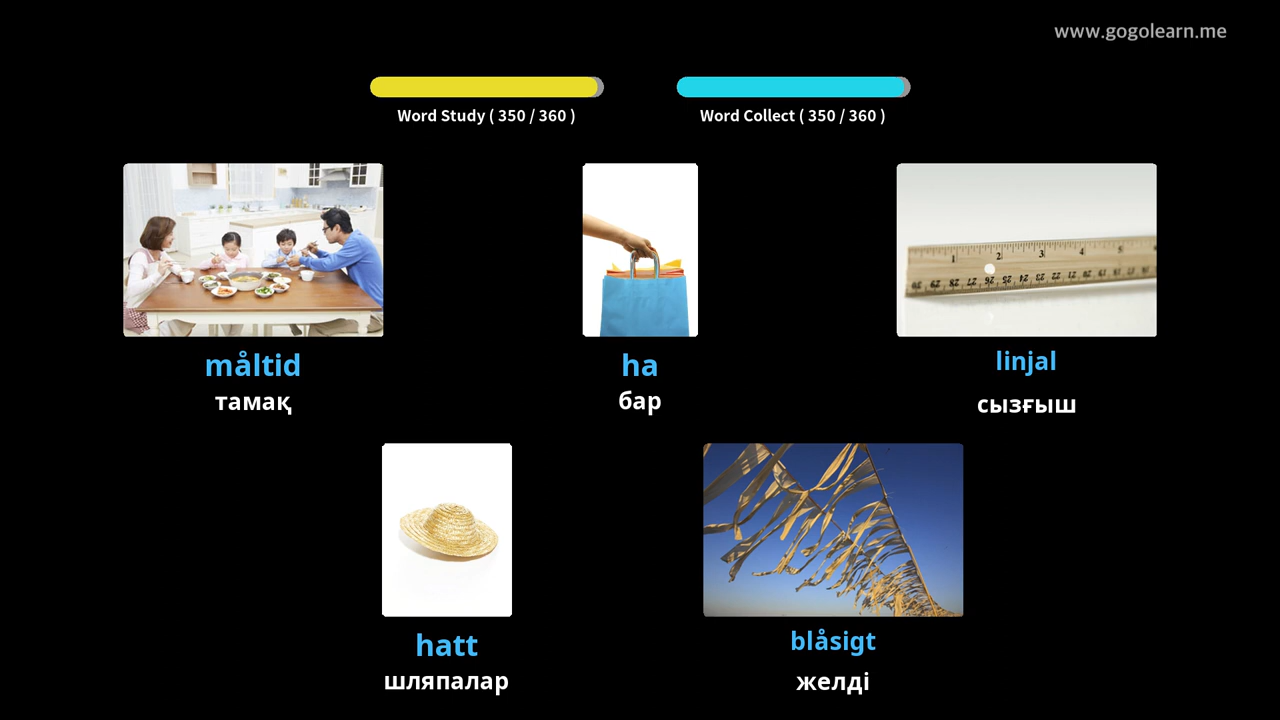 www.gogolearn.me
Word Study ( 350 / 360 )
Word Collect ( 350 / 360 )
måltid
тамақ
ha
бар
linjal
сызғыш
hatt
шляпалар
blåsigt
желді